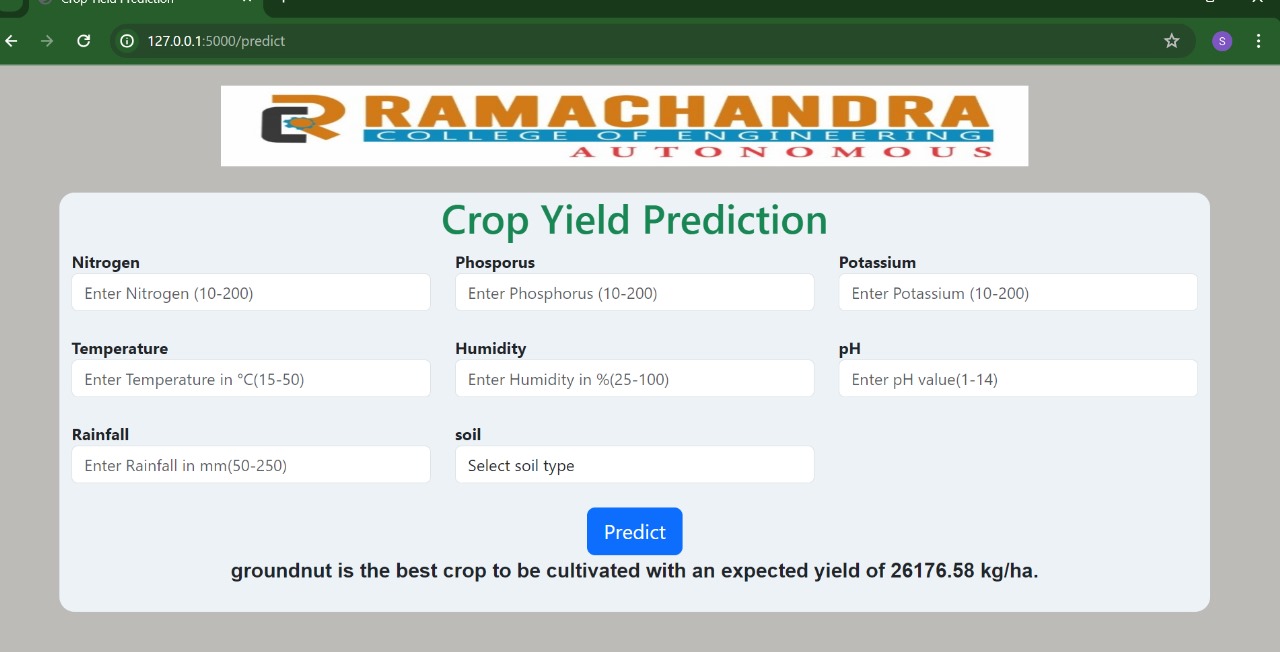 Crop Yield Prediction
127.0.0.1:5000/predict
S
RAMACHANDRA
COLLEGE OF ENGINEERING
AUTONOMOUS
Crop Yield Prediction
Nitrogen Phosporus Potassium
Enter Nitrogen (10-200) Enter Phosphorus (10-200) Enter Potassium (10-200)
Temperature Humidity pH
Enter Temperature in °C(15-50) Enter Humidity in %(25-100) Enter pH value(1-14)
Rainfall soil
Enter Rainfall in mm(50-250) Select soil type
Predict
groundnut is the best crop to be cultivated with an expected yield of 26176.58 kg/ha.